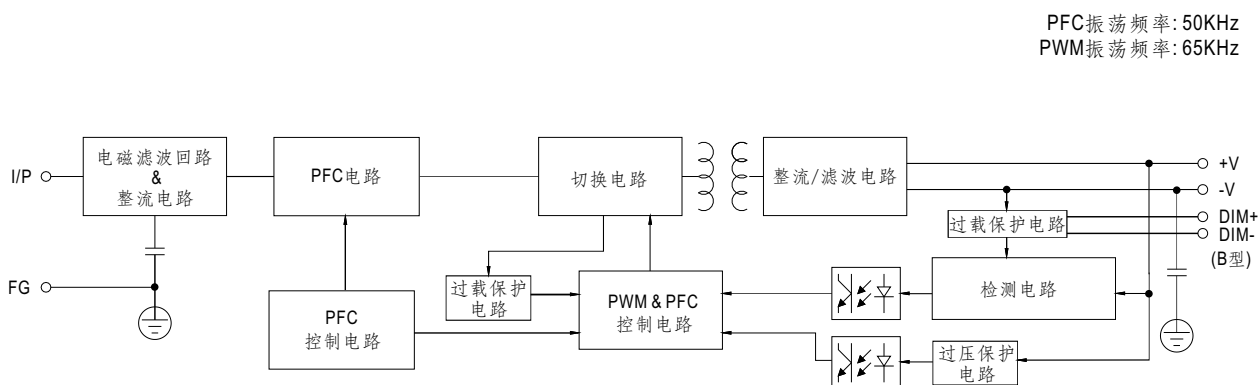 PFC振荡频率: 50KHz
PWM振荡频率: 65KHz
I/P
电磁滤波回路
&
整流电路
PFC电路
切换电路
整流/滤波电路
+V
-V
DIM+
DIM-
(B型)
过载保护电路
FG
PFC
控制电路
过载保护
电路
PWM & PFC
控制电路
检测电路
过压保护
电路